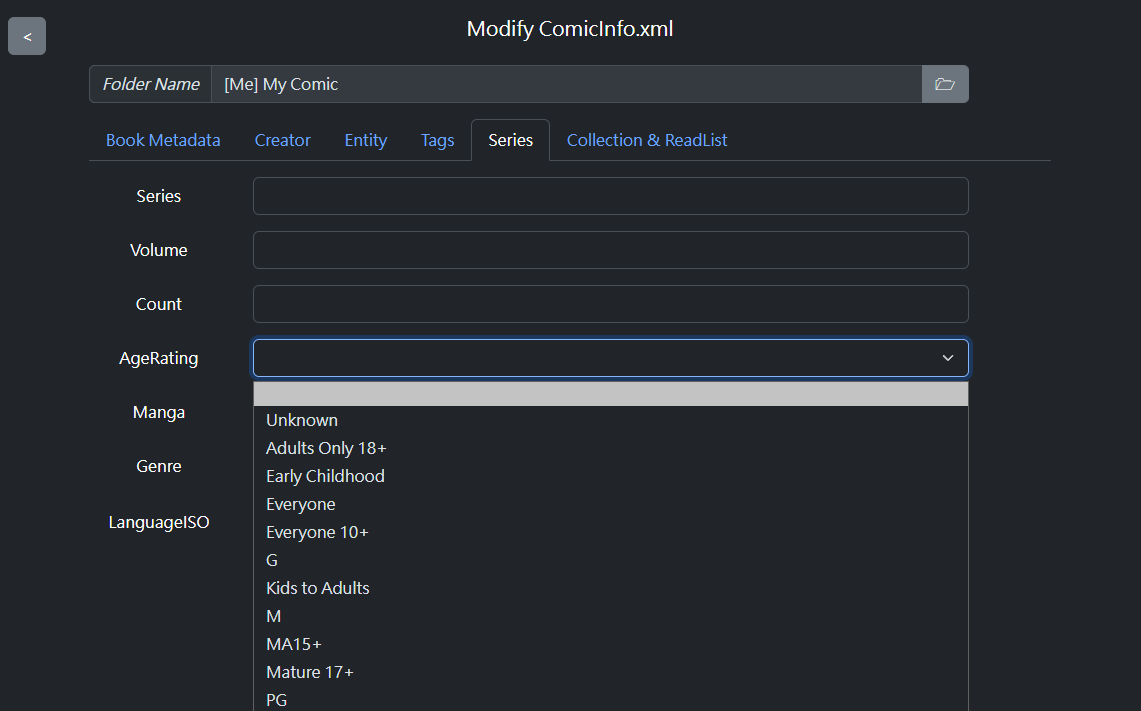 <
Modify ComicInfo.xml
Folder Name [Me] My Comic
Book Metadata Creator Entity Tags Series Collection & ReadList
Series
Volume
Count
AgeRating
Manga
Genre
LanguageISO
Unknown
Adults Only 18+
Early Childhood
Everyone
Everyone 10+
G
Kids to Adults
M
MA15+
Mature 17+
PG